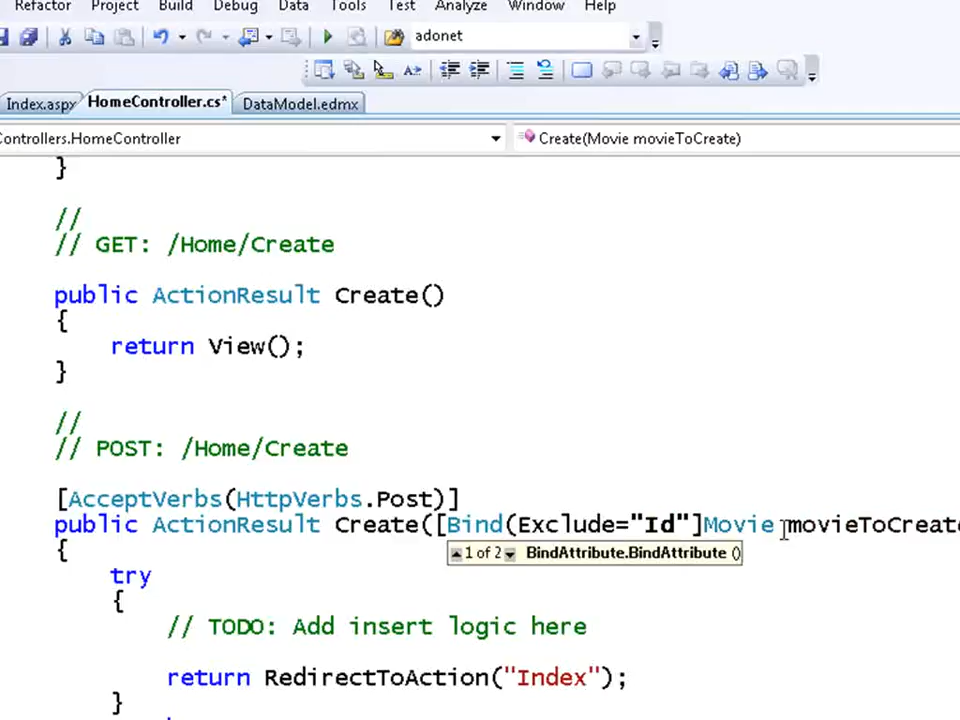 Refactor Project Build Debug Data Tools Test Analyze Window Help
adonet
Index.aspx HomeController.cs* DataModel.edmx
Controllers.HomeController Create(Movie movieToCreate)
}
//
// GET: /Home/Create
public ActionResult Create()
{
return View();
}
//
// POST: /Home/Create
[AcceptVerbs(HttpVerbs.Post)]
public ActionResult Create([Bind(Exclude="Id"]Movie movieToCreate
{
1 of 2 BindAttribute.BindAttribute ()
try
{
// TODO: Add insert logic here
return RedirectToAction("Index");
}